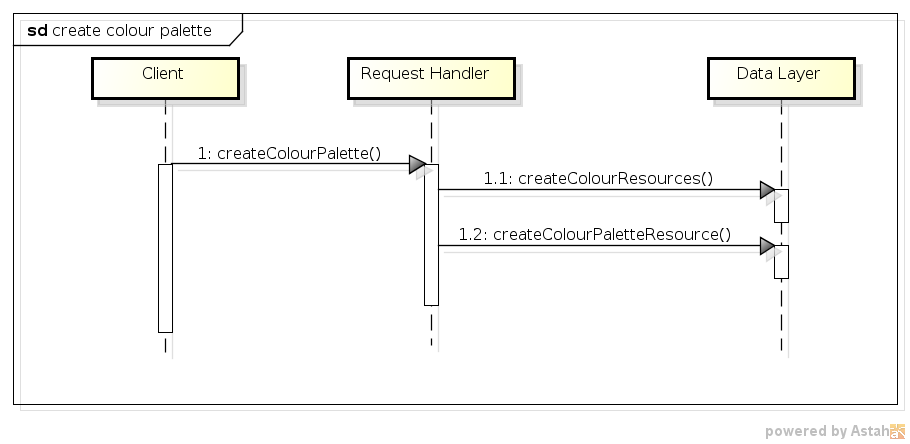 sd create colour palette
Client
Request Handler
Data Layer
1: createColourPalette()
1.1: createColourResources()
1.2: createColourPaletteResource()
powered by Astah